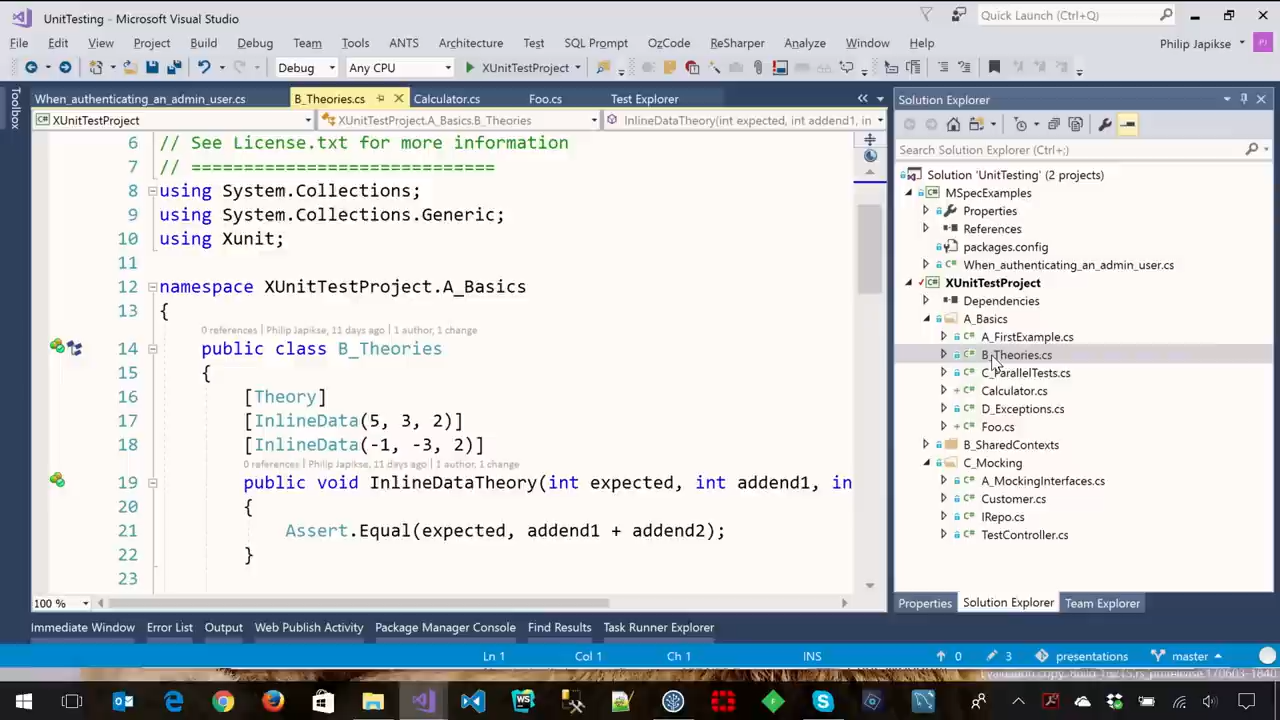 UnitTesting - Microsoft Visual Studio
Quick Launch (Ctrl+Q)
File Edit View Project Build Debug Team Tools ANTS Architecture Test SQL Prompt OzCode ReSharper Analyze Window Help Philip Japikse PJ
Debug Any CPU XUnitTestProject
Toolbox
When_authenticating_an_admin_user.cs B_Theories.cs Calculator.cs Foo.cs Test Explorer
XUnitTestProject XUnitTestProject.A_Basics.B_Theories InlineDataTheory(int expected, int addend1, in
6 // See License.txt for more information
7 // =============================
8 using System.Collections;
9 using System.Collections.Generic;
10 using Xunit;
11
12 namespace XUnitTestProject.A_Basics
13 {
0 references | Philip Japikse, 11 days ago | 1 author, 1 change
14 public class B_Theories
15 {
16 [Theory]
17 [InlineData(5, 3, 2)]
18 [InlineData(-1, -3, 2)]
0 references | Philip Japikse, 11 days ago | 1 author, 1 change
19 public void InlineDataTheory(int expected, int addend1, in
20 {
21 Assert.Equal(expected, addend1 + addend2);
22 }
23
100 %
Solution Explorer
Search Solution Explorer (Ctrl+;)
Solution 'UnitTesting' (2 projects)
C# MSpecExamples
Properties
References
packages.config
C# When_authenticating_an_admin_user.cs
C# XUnitTestProject
Dependencies
A_Basics
C# A_FirstExample.cs
C# B_Theories.cs
C# C_ParallelTests.cs
C# Calculator.cs
C# D_Exceptions.cs
C# Foo.cs
B_SharedContexts
C_Mocking
C# A_MockingInterfaces.cs
C# Customer.cs
C# IRepo.cs
C# TestController.cs
Properties Solution Explorer Team Explorer
Immediate Window Error List Output Web Publish Activity Package Manager Console Find Results Task Runner Explorer
Ln 1 Col 1 Ch 1 INS 0 3 presentations master